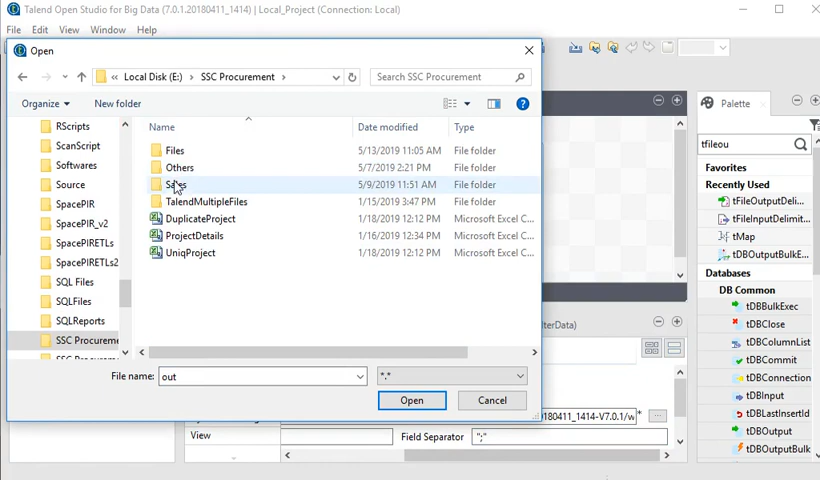 Talend Open Studio for Big Data (7.0.1.20180411_1414) | Local_Project (Connection: Local)
File Edit View Window Help
Open
« Local Disk (E:) › SSC Procurement ›
Search SSC Procurement
Organize
New folder
Name
Date modified
Type
RScripts
ScanScript
Softwares
Source
SpacePIR
SpacePIR_v2
SpacePIRETLs
SpacePIRETLs2
SQL Files
SQLFiles
SQLReports
SSC Procureme
Files 5/13/2019 11:05 AM File folder
Others 5/7/2019 2:21 PM File folder
Sales 5/9/2019 11:51 AM File folder
TalendMultipleFiles 1/15/2019 3:47 PM File folder
DuplicateProject 1/18/2019 12:12 PM Microsoft Excel C...
ProjectDetails 1/16/2019 12:34 PM Microsoft Excel C...
UniqProject 1/18/2019 12:12 PM Microsoft Excel C...
File name: out
*.*
Open
Cancel
Palette
tfileou
Favorites
Recently Used
tFileOutputDeli...
tFileInputDelimit...
tMap
tDBOutputBulkE...
Databases
DB Common
tDBBulkExec
tDBClose
tDBColumnList
tDBCommit
tDBConnection
tDBInput
tDBLastInsertId
tDBOutput
tDBOutputBulk
lterData)
0180411_1414-V7.0.1/w
*
...
View
Field Separator
";"